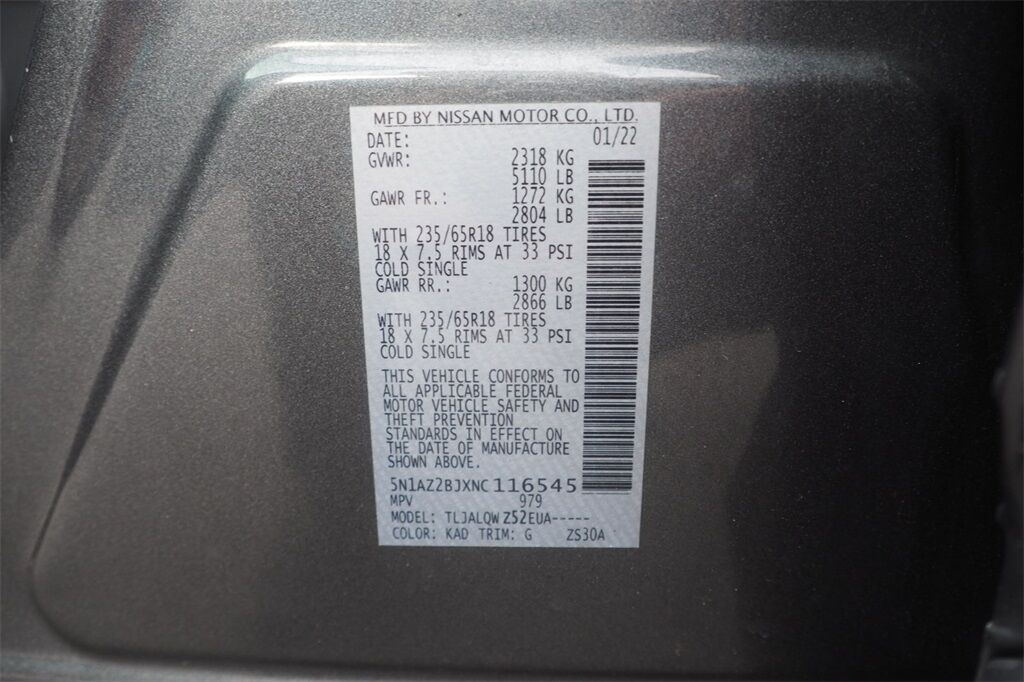 MFD BY NISSAN MOTOR CO., LTD.
DATE: 01/22
GVWR: 2318 KG
5110 LB
GAWR FR.: 1272 KG
2804 LB
WITH 235/65R18 TIRES
18 X 7.5 RIMS AT 33 PSI
COLD SINGLE
GAWR RR.: 1300 KG
2866 LB
WITH 235/65R18 TIRES
18 X 7.5 RIMS AT 33 PSI
COLD SINGLE
THIS VEHICLE CONFORMS TO
ALL APPLICABLE FEDERAL
MOTOR VEHICLE SAFETY AND
THEFT PREVENTION
STANDARDS IN EFFECT ON
THE DATE OF MANUFACTURE
SHOWN ABOVE.
5N1AZ2BJXNC116545
MPV 979
MODEL: TLJALQWZ52EUA-----
COLOR: KAD TRIM: G ZS30A